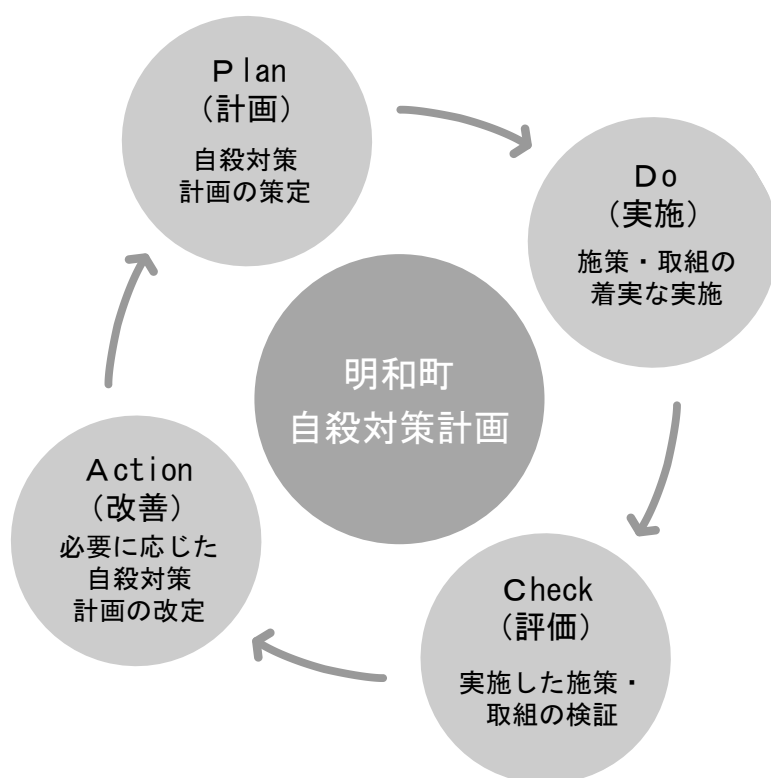 Plan
(計画)
自殺対策
計画の策定
Do
(実施)
施策・取組の
着実な実施
Check
(評価)
実施した施策・
取組の検証
Action
(改善)
必要に応じた
自殺対策
計画の改定
明和町
自殺対策計画